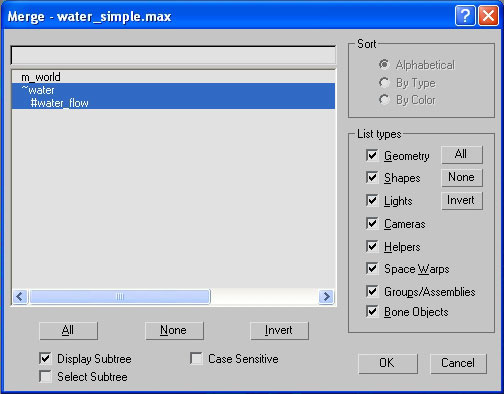 Merge - water_simple.max
m_world
~water
#water_flow
All
None
Invert
Display Subtree
Case Sensitive
Select Subtree
Sort
Alphabetical
By Type
By Color
List types
Geometry
All
Shapes
None
Lights
Invert
Cameras
Helpers
Space Warps
Groups/Assemblies
Bone Objects
OK
Cancel